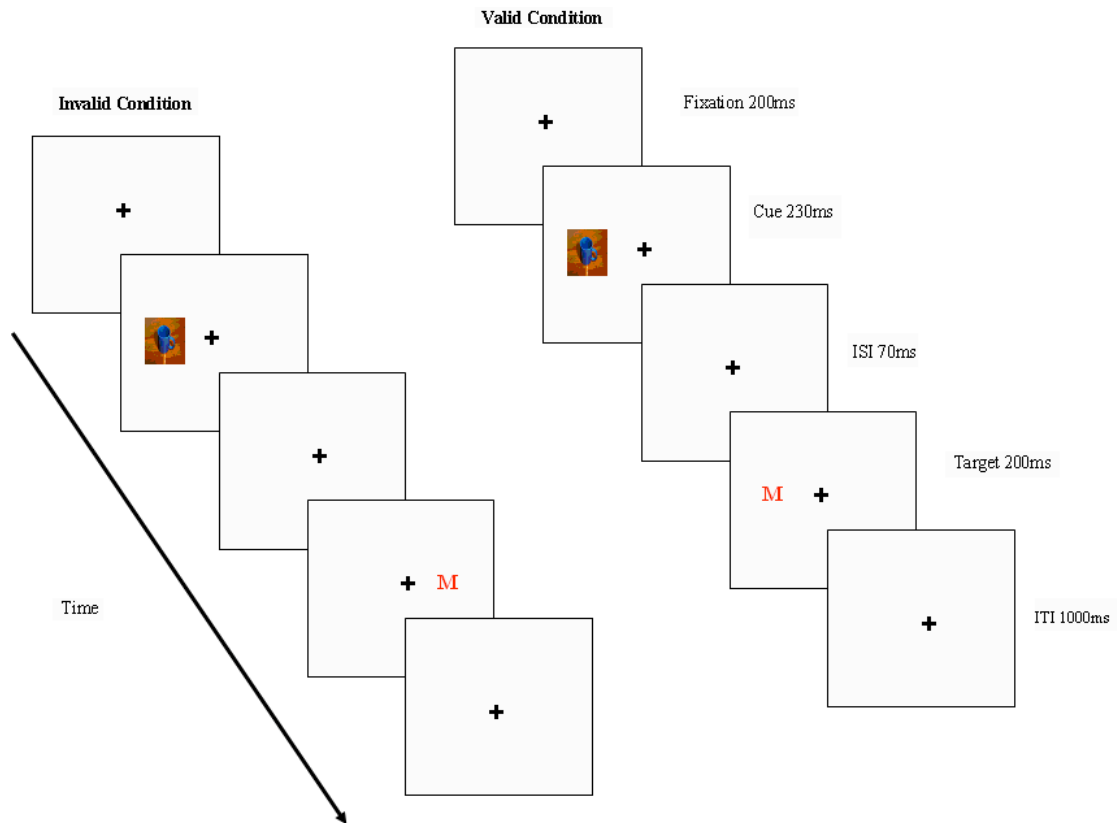 Valid Condition
Invalid Condition
Fixation 200ms
Cue 230ms
ISI 70ms
Target 200ms
M
M
Time
ITI 1000ms